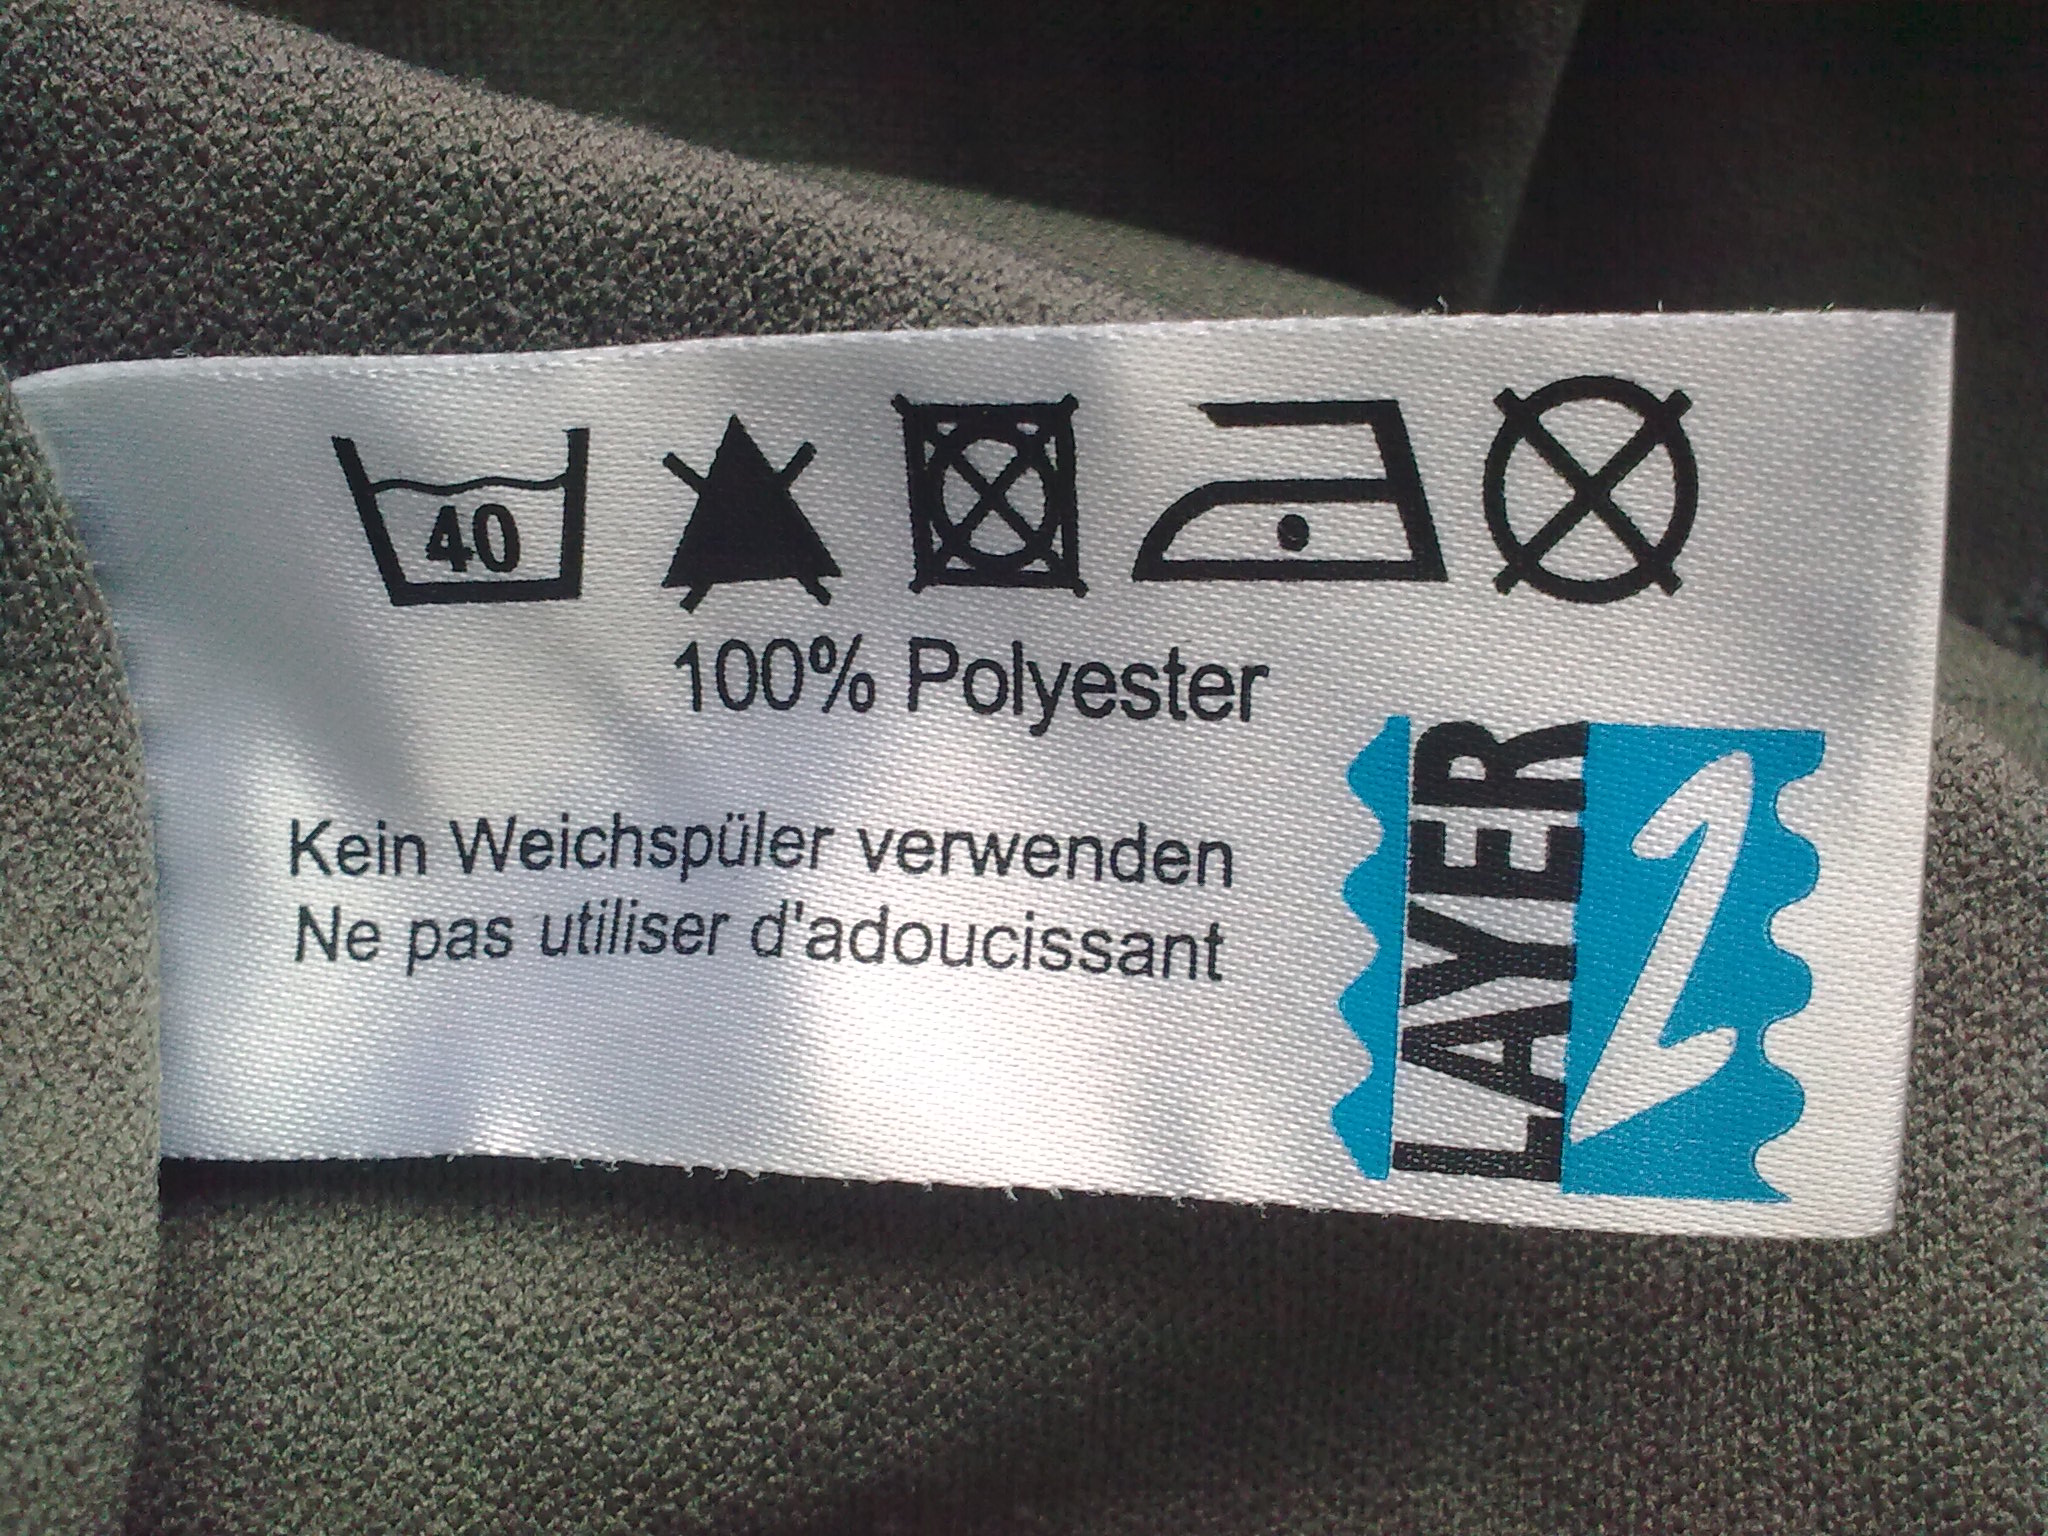 40
100% Polyester
Kein Weichspüler verwenden
Ne pas utiliser d'adoucissant
LAYER
2